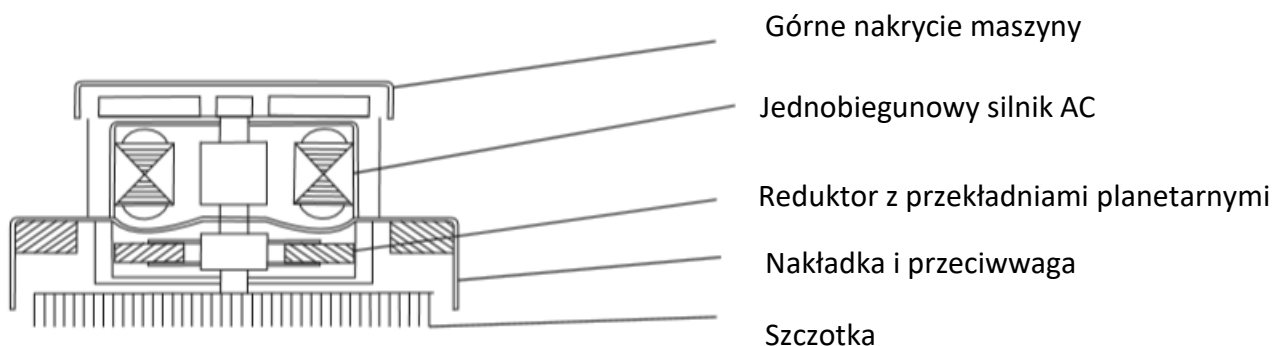 Górne nakrycie maszyny
Jednobiegunowy silnik AC
Reduktor z przekładniami planetarnymi
Nakładka i przeciwwaga
Szczotka